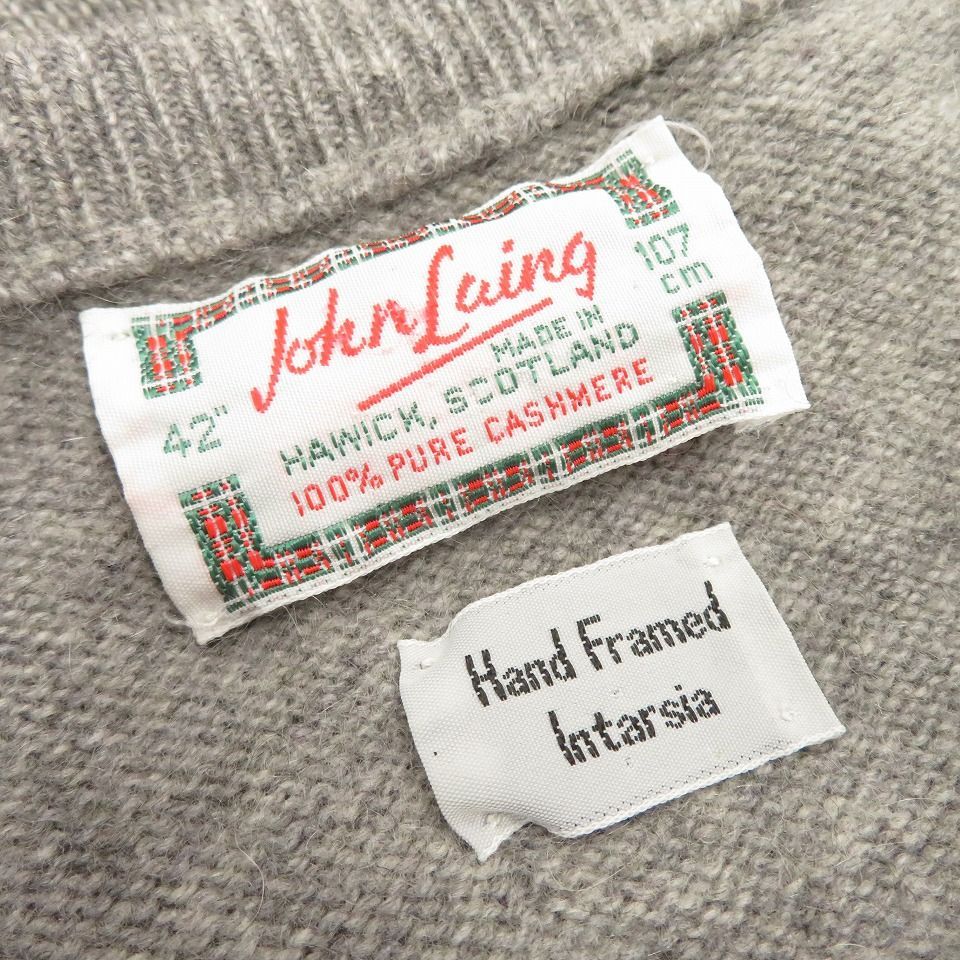 John Laing
MADE IN
HAWICK, SCOTLAND
100% PURE CASHMERE
42"
107
cm
Hand Framed
Intarsia